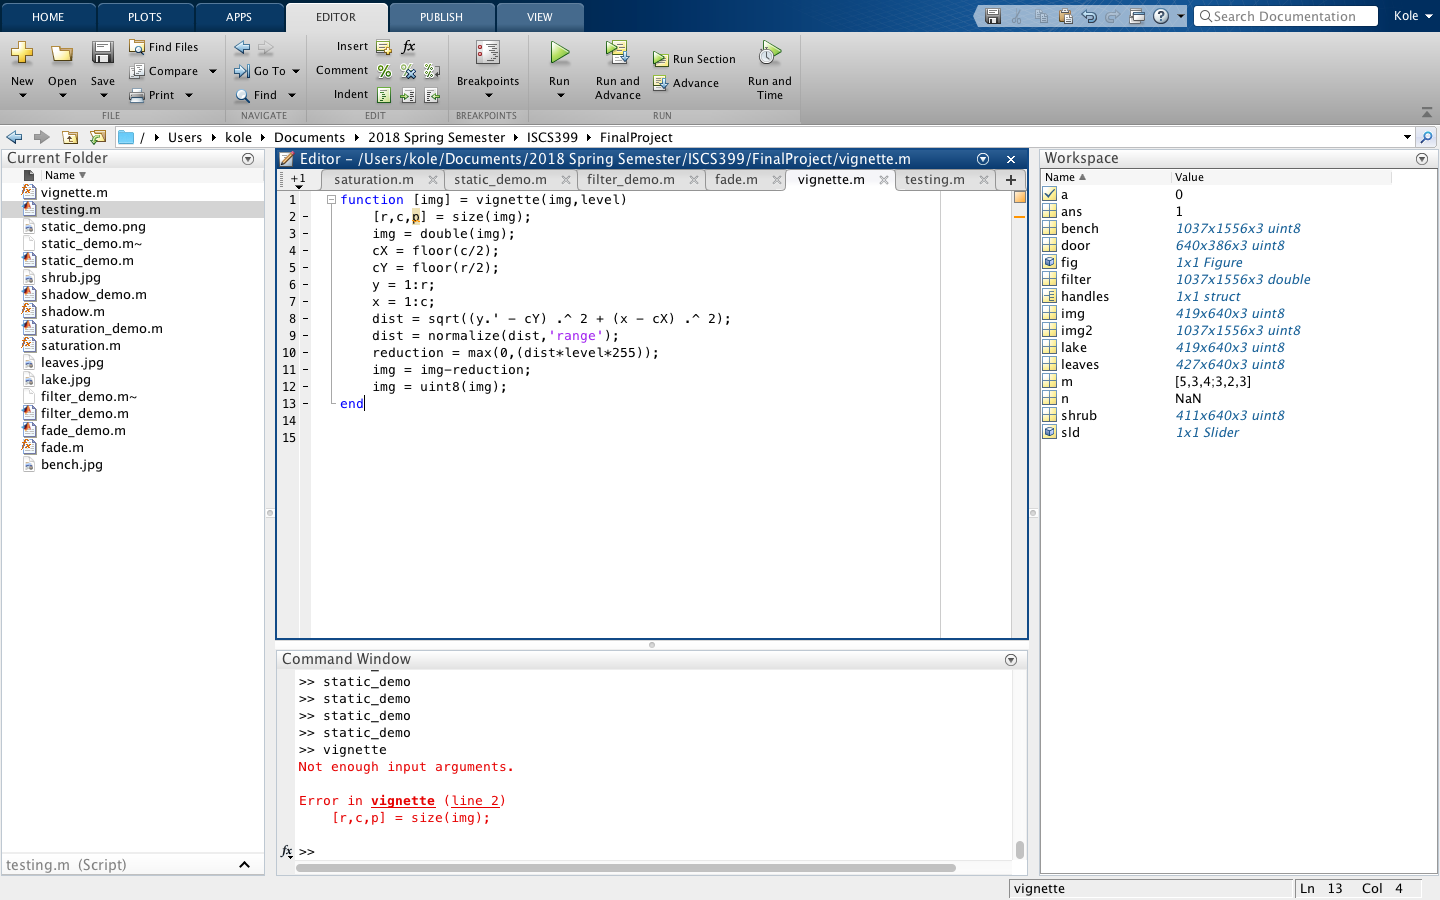 HOME PLOTS APPS EDITOR PUBLISH VIEW Search Documentation Kole
New Open Save Find Files Compare Print
Go To Find
Insert fx
Comment
Indent
Breakpoints
Run Run and Advance Run Section Advance Run and Time
FILE NAVIGATE EDIT BREAKPOINTS RUN
/ Users kole Documents 2018 Spring Semester ISCS399 FinalProject
Current Folder
Name
vignette.m
testing.m
static_demo.png
static_demo.m~
static_demo.m
shrub.jpg
shadow_demo.m
shadow.m
saturation_demo.m
saturation.m
leaves.jpg
lake.jpg
filter_demo.m~
filter_demo.m
fade_demo.m
fade.m
bench.jpg
testing.m (Script)
Editor - /Users/kole/Documents/2018 Spring Semester/ISCS399/FinalProject/vignette.m
+1 saturation.m static_demo.m filter_demo.m fade.m vignette.m testing.m +
1 function [img] = vignette(img,level)
2 - [r,c,p] = size(img);
3 - img = double(img);
4 - cX = floor(c/2);
5 - cY = floor(r/2);
6 - y = 1:r;
7 - x = 1:c;
8 - dist = sqrt((y.' - cY) .^ 2 + (x - cX) .^ 2);
9 - dist = normalize(dist,'range');
10 - reduction = max(0,(dist*level*255));
11 - img = img-reduction;
12 - img = uint8(img);
13 - end
14
15
Command Window
>> static_demo
>> static_demo
>> static_demo
>> static_demo
>> vignette
Not enough input arguments.
Error in vignette (line 2)
[r,c,p] = size(img);
fx >>
Workspace
Name Value
a 0
ans 1
bench 1037x1556x3 uint8
door 640x386x3 uint8
fig 1x1 Figure
filter 1037x1556x3 double
handles 1x1 struct
img 419x640x3 uint8
img2 1037x1556x3 uint8
lake 419x640x3 uint8
leaves 427x640x3 uint8
m [5,3,4;3,2,3]
n NaN
shrub 411x640x3 uint8
sld 1x1 Slider
vignette Ln 13 Col 4